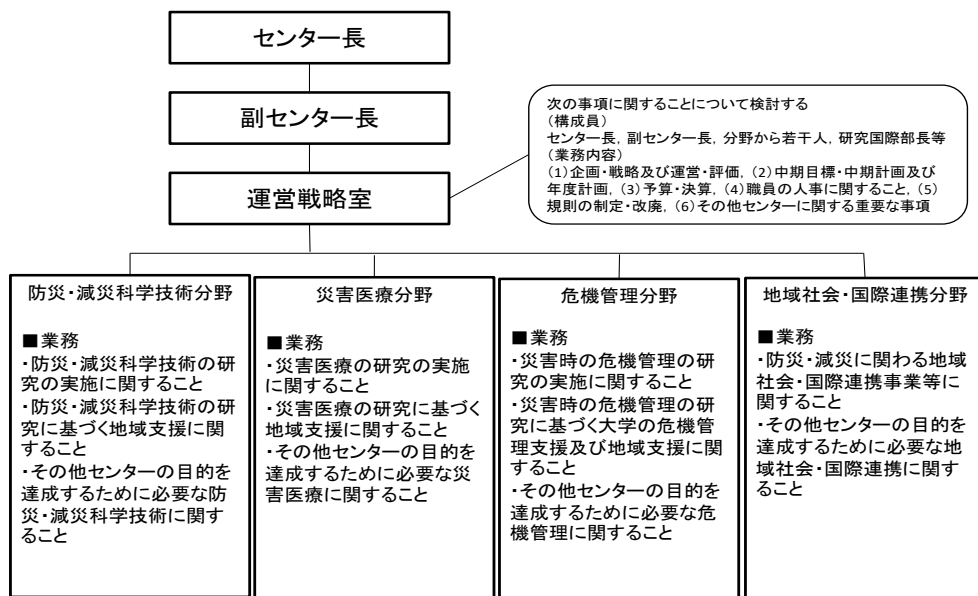 センター長
副センター長
運営戦略室
次の事項に関することについて検討する
(構成員)
センター長, 副センター長, 分野から若干人, 研究国際部長等
(業務内容)
(1)企画・戦略及び運営・評価, (2)中期目標・中期計画及び
年度計画, (3)予算・決算, (4)職員の人事に関すること, (5)
規則の制定・改廃, (6)その他センターに関する重要な事項
防災・減災科学技術分野
■業務
・防災・減災科学技術の研
究の実施に関すること
・防災・減災科学技術の研
究に基づく地域支援に関
すること
・その他センターの目的を
達成するために必要な防
災・減災科学技術に関す
ること
災害医療分野
■業務
・災害医療の研究の実施
に関すること
・災害医療の研究に基づく
地域支援に関すること
・その他センターの目的を
達成するために必要な災
害医療に関すること
危機管理分野
■業務
・災害時の危機管理の研
究の実施に関すること
・災害時の危機管理の研
究に基づく大学の危機管
理支援及び地域支援に関
すること
・その他センターの目的を
達成するために必要な危
機管理に関すること
地域社会・国際連携分野
■業務
・防災・減災に関わる地域
社会・国際連携事業等に
関すること
・その他センターの目的を
達成するために必要な地
域社会・国際連携に関す
ること